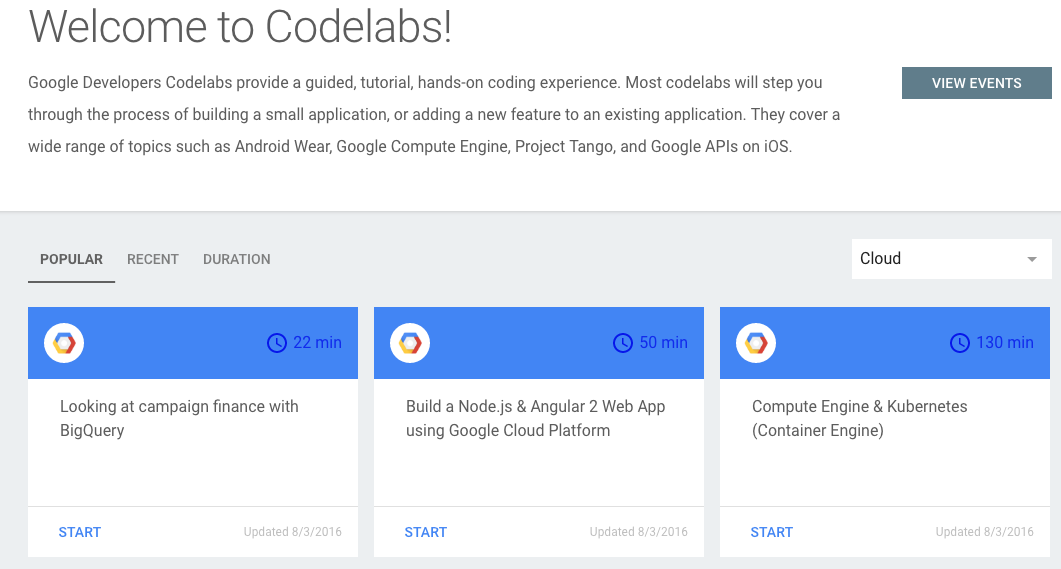 Welcome to Codelabs!
Google Developers Codelabs provide a guided, tutorial, hands-on coding experience. Most codelabs will step you
through the process of building a small application, or adding a new feature to an existing application. They cover a
wide range of topics such as Android Wear, Google Compute Engine, Project Tango, and Google APIs on iOS.
VIEW EVENTS
POPULAR RECENT DURATION
Cloud
22 min
Looking at campaign finance with
BigQuery
START Updated 8/3/2016
50 min
Build a Node.js & Angular 2 Web App
using Google Cloud Platform
START Updated 8/3/2016
130 min
Compute Engine & Kubernetes
(Container Engine)
START Updated 8/3/2016